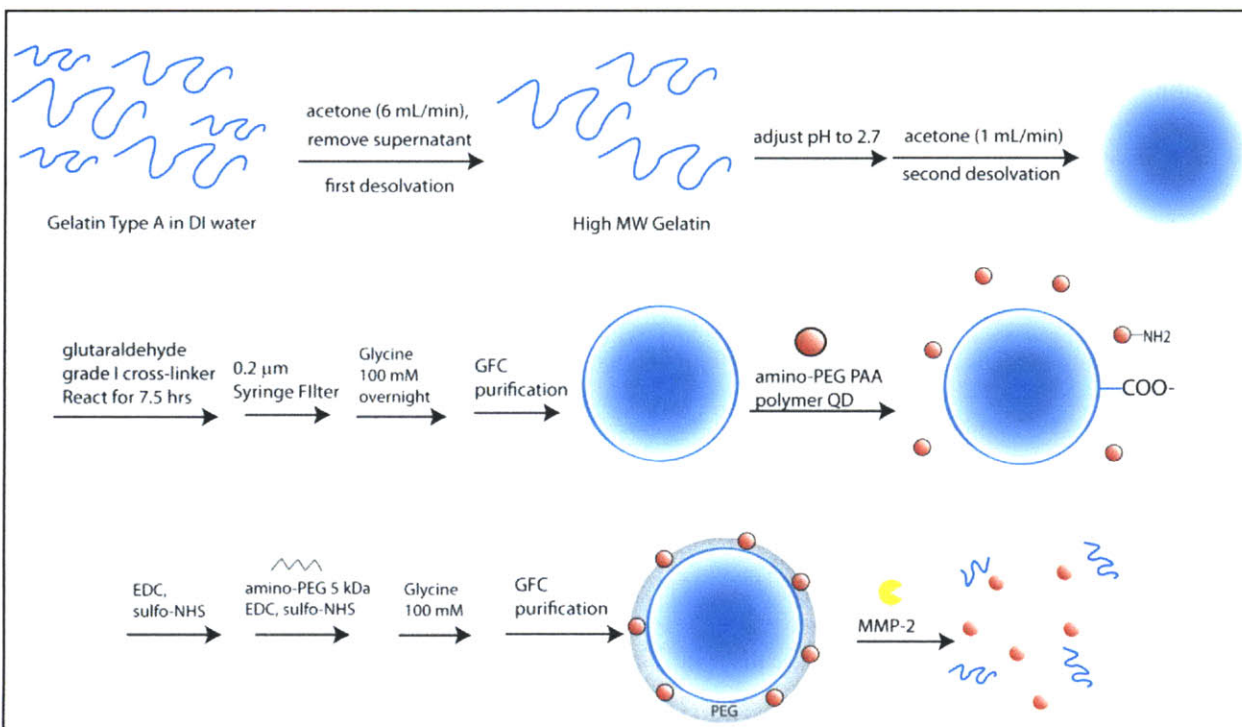 acetone (6 mL/min),
remove supernatant
first desolvation
adjust pH to 2.7
acetone (1 mL/min)
second desolvation
Gelatin Type A in DI water
High MW Gelatin
glutaraldehyde
grade I cross-linker
React for 7.5 hrs
0.2 μm
Syringe FIlter
Glycine
100 mM
overnight
GFC
purification
amino-PEG PAA
polymer QD
NH2
COO-
EDC,
sulfo-NHS
amino-PEG 5 kDa
EDC, sulfo-NHS
Glycine
100 mM
GFC
purification
PEG
MMP-2